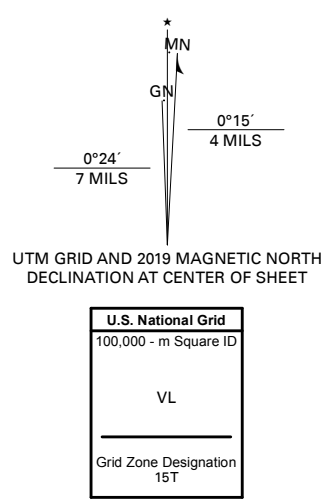 ★
MN
GN
0°15´
4 MILS
0°24´
7 MILS
UTM GRID AND 2019 MAGNETIC NORTH
DECLINATION AT CENTER OF SHEET
U.S. National Grid
100,000 - m Square ID
VL
Grid Zone Designation
15T